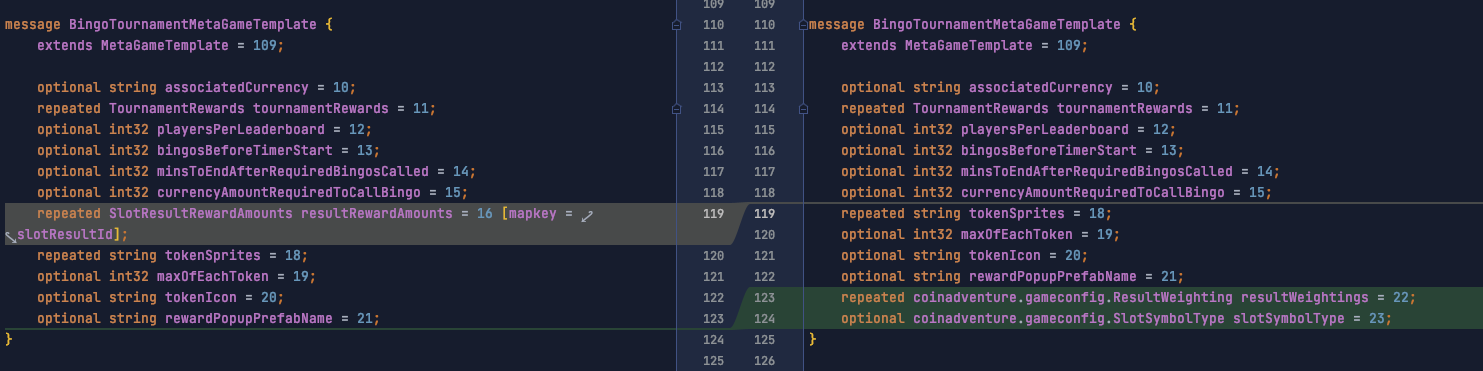 109 109
message BingoTournamentMetaGameTemplate { 110 110 message BingoTournamentMetaGameTemplate {
extends MetaGameTemplate = 109; 111 111 extends MetaGameTemplate = 109;
112 112
optional string associatedCurrency = 10; 113 113 optional string associatedCurrency = 10;
repeated TournamentRewards tournamentRewards = 11; 114 114 repeated TournamentRewards tournamentRewards = 11;
optional int32 playersPerLeaderboard = 12; 115 115 optional int32 playersPerLeaderboard = 12;
optional int32 bingosBeforeTimerStart = 13; 116 116 optional int32 bingosBeforeTimerStart = 13;
optional int32 minsToEndAfterRequiredBingosCalled = 14; 117 117 optional int32 minsToEndAfterRequiredBingosCalled = 14;
optional int32 currencyAmountRequiredToCallBingo = 15; 118 118 optional int32 currencyAmountRequiredToCallBingo = 15;
repeated SlotResultRewardAmounts resultRewardAmounts = 16 [mapkey = 119 119 repeated string tokenSprites = 18;
slotResultId]; 120 optional int32 maxOfEachToken = 19;
repeated string tokenSprites = 18; 120 121 optional string tokenIcon = 20;
optional int32 maxOfEachToken = 19; 121 122 optional string rewardPopupPrefabName = 21;
optional string tokenIcon = 20; 122 123 repeated coinadventure.gameconfig.ResultWeighting resultWeightings = 22;
optional string rewardPopupPrefabName = 21; 123 124 optional coinadventure.gameconfig.SlotSymbolType slotSymbolType = 23;
} 124 125 }
125 126